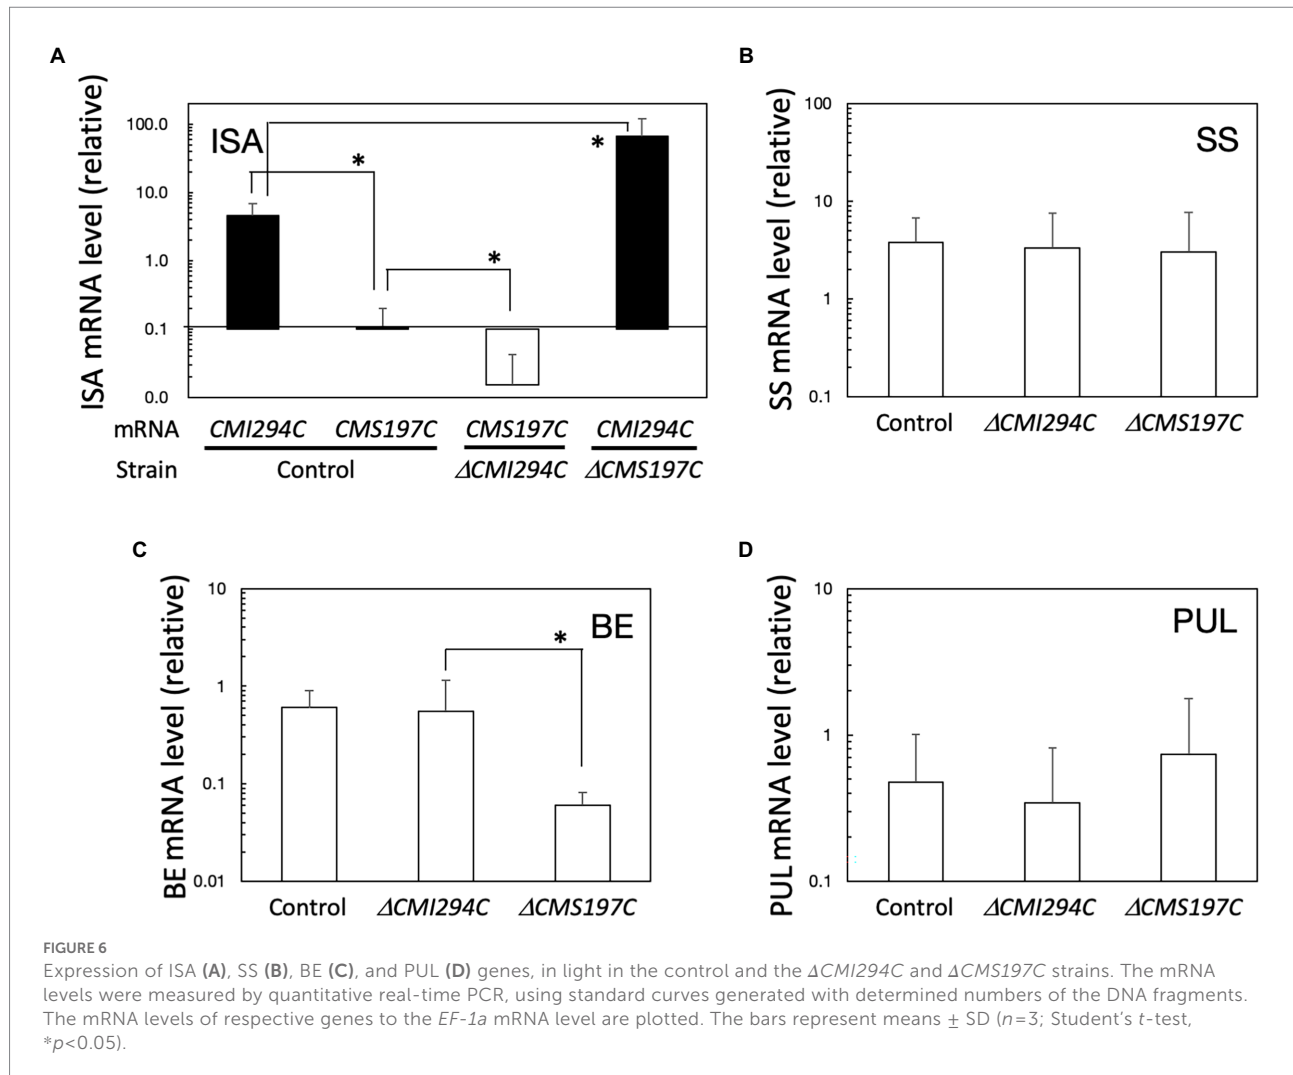 A
ISA mRNA level (relative)
100.0
10.0
1.0
0.1
0.0
ISA
*
*
*
mRNA CMI294C CMS197C CMS197C CMI294C
Strain Control ΔCMI294C ΔCMS197C
B
SS mRNA level (relative)
100
10
1
0.1
SS
Control ΔCMI294C ΔCMS197C
C
BE mRNA level (relative)
10
1
0.1
0.01
BE
*
Control ΔCMI294C ΔCMS197C
D
PUL mRNA level (relative)
10
1
0.1
PUL
Control ΔCMI294C ΔCMS197C
FIGURE 6
Expression of ISA (A), SS (B), BE (C), and PUL (D) genes, in light in the control and the ΔCMI294C and ΔCMS197C strains. The mRNA
levels were measured by quantitative real-time PCR, using standard curves generated with determined numbers of the DNA fragments.
The mRNA levels of respective genes to the EF-1a mRNA level are plotted. The bars represent means ± SD (n=3; Student's t-test,
*p<0.05).